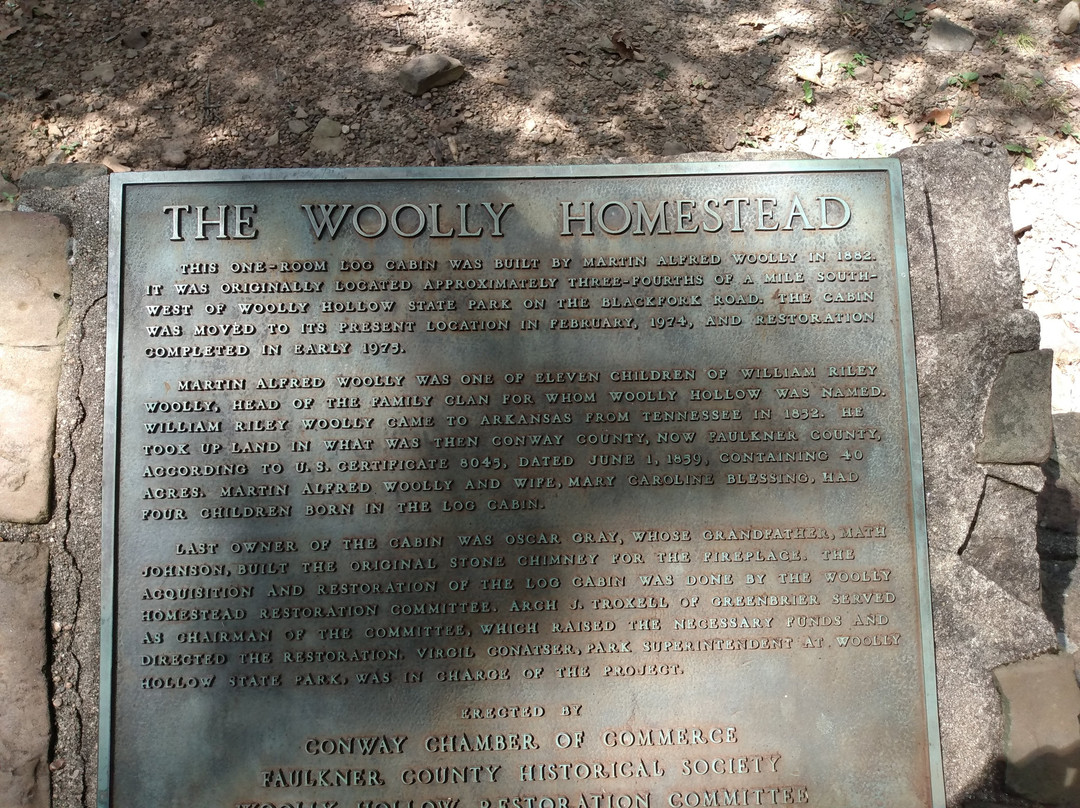 THE WOOLLY HOMESTEAD
THIS ONE-ROOM LOG CABIN WAS BUILT BY MARTIN ALFRED WOOLLY IN 1882.
IT WAS ORIGINALLY LOCATED APPROXIMATELY THREE-FOURTHS OF A MILE SOUTH-
WEST OF WOOLLY HOLLOW STATE PARK ON THE BLACKFORK ROAD. THE CABIN
WAS MOVED TO ITS PRESENT LOCATION IN FEBRUARY, 1974, AND RESTORATION
COMPLETED IN EARLY 1975.
MARTIN ALFRED WOOLLY WAS ONE OF ELEVEN CHILDREN OF WILLIAM RILEY
WOOLLY, HEAD OF THE FAMILY CLAN FOR WHOM WOOLLY HOLLOW WAS NAMED.
WILLIAM RILEY WOOLLY CAME TO ARKANSAS FROM TENNESSEE IN 1852. HE
TOOK UP LAND IN WHAT WAS THEN CONWAY COUNTY, NOW FAULKNER COUNTY,
ACCORDING TO U.S. CERTIFICATE 8045, DATED JUNE 1, 1859, CONTAINING 40
ACRES. MARTIN ALFRED WOOLLY AND WIFE, MARY CAROLINE BLESSING, HAD
FOUR CHILDREN BORN IN THE LOG CABIN.
LAST OWNER OF THE CABIN WAS OSCAR GRAY, WHOSE GRANDFATHER, MATH
JOHNSON, BUILT THE ORIGINAL STONE CHIMNEY FOR THE FIREPLACE. THE
ACQUISITION AND RESTORATION OF THE LOG CABIN WAS DONE BY THE WOOLLY
HOMESTEAD RESTORATION COMMITTEE. ARCH J. TROXELL OF GREENBRIER SERVED
AS CHAIRMAN OF THE COMMITTEE, WHICH RAISED THE NECESSARY FUNDS AND
DIRECTED THE RESTORATION. VIRGIL CONATSER, PARK SUPERINTENDENT AT WOOLLY
HOLLOW STATE PARK, WAS IN CHARGE OF THE PROJECT.
ERECTED BY
CONWAY CHAMBER OF COMMERCE
FAULKNER COUNTY HISTORICAL SOCIETY
WOOLLY HOLLOW RESTORATION COMMITTEE